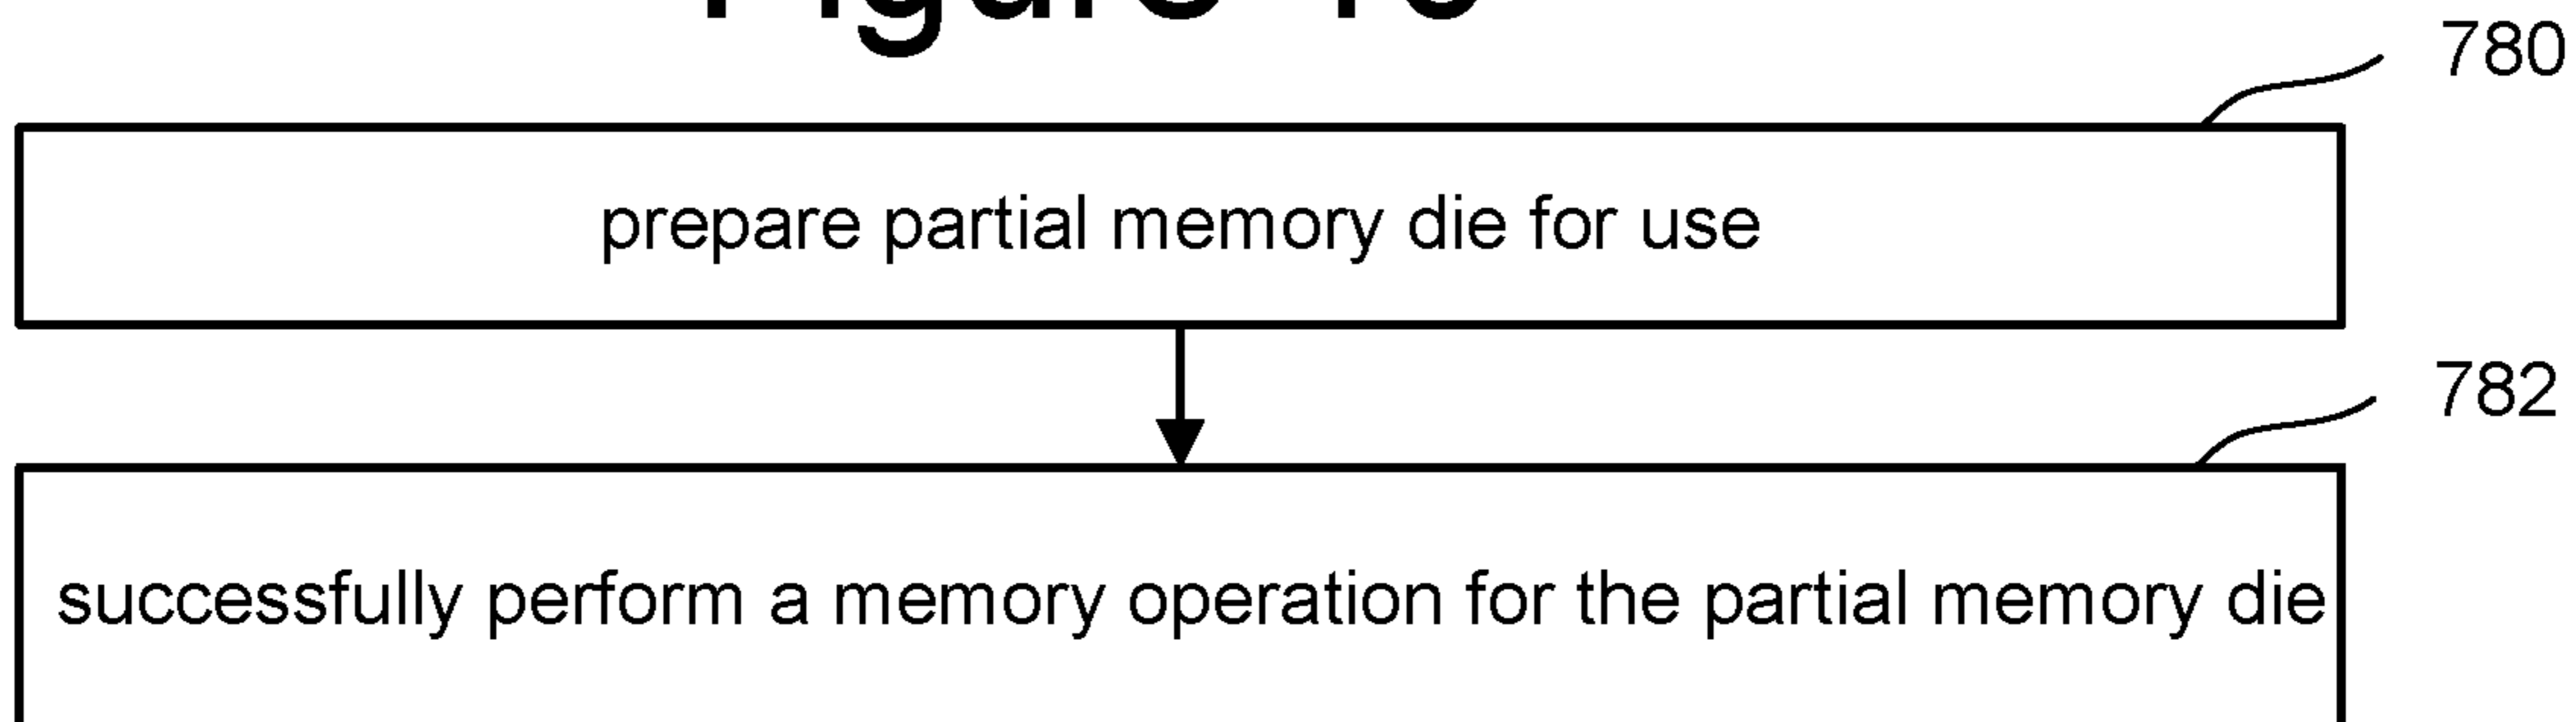 780
prepare partial memory die for use
782
successfully perform a memory operation for the partial memory die